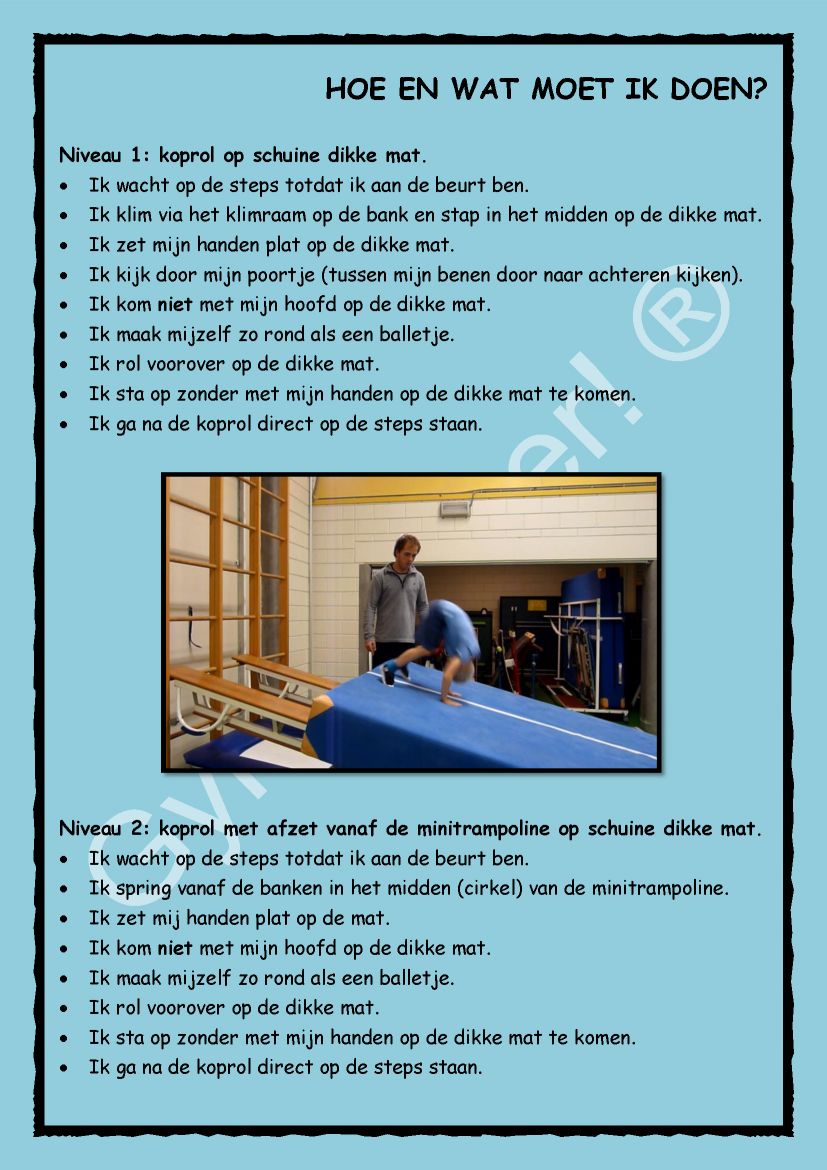 HOE EN WAT MOET IK DOEN?
Niveau 1: koprol op schuine dikke mat.
• Ik wacht op de steps totdat ik aan de beurt ben.
• Ik klim via het klimraam op de bank en stap in het midden op de dikke mat.
• Ik zet mijn handen plat op de dikke mat.
• Ik kijk door mijn poortje (tussen mijn benen door naar achteren kijken).
• Ik kom niet met mijn hoofd op de dikke mat.
• Ik maak mijzelf zo rond als een balletje.
• Ik rol voorover op de dikke mat.
• Ik sta op zonder met mijn handen op de dikke mat te komen.
• Ik ga na de koprol direct op de steps staan.
Niveau 2: koprol met afzet vanaf de minitrampoline op schuine dikke mat.
• Ik wacht op de steps totdat ik aan de beurt ben.
• Ik spring vanaf de banken in het midden (cirkel) van de minitrampoline.
• Ik zet mij handen plat op de mat.
• Ik kom niet met mijn hoofd op de dikke mat.
• Ik maak mijzelf zo rond als een balletje.
• Ik rol voorover op de dikke mat.
• Ik sta op zonder met mijn handen op de dikke mat te komen.
• Ik ga na de koprol direct op de steps staan.